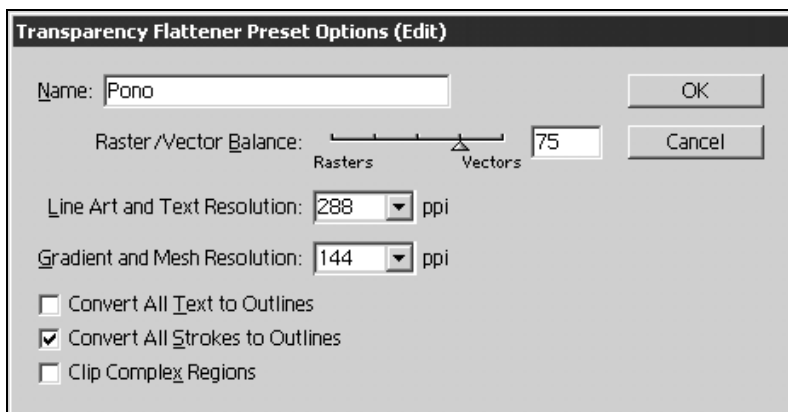 Transparency Flattener Preset Options (Edit)
Name: Pono
OK
Raster/Vector Balance: 75
Cancel
Rasters Vectors
Line Art and Text Resolution: 288 ppi
Gradient and Mesh Resolution: 144 ppi
Convert All Text to Outlines
Convert All Strokes to Outlines
Clip Complex Regions